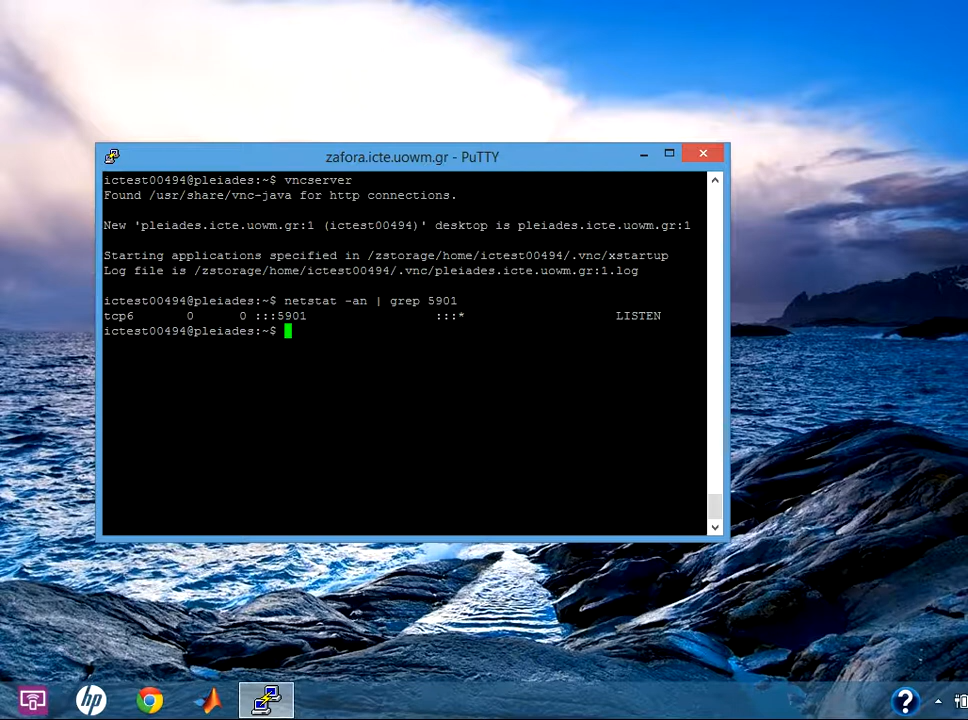 zafora.icte.uowm.gr - PuTTY
ictest00494@pleiades:~$ vncserver
Found /usr/share/vnc-java for http connections.
New 'pleiades.icte.uowm.gr:1 (ictest00494)' desktop is pleiades.icte.uowm.gr:1
Starting applications specified in /zstorage/home/ictest00494/.vnc/xstartup
Log file is /zstorage/home/ictest00494/.vnc/pleiades.icte.uowm.gr:1.log
ictest00494@pleiades:~$ netstat -an | grep 5901
tcp6       0      0 :::5901                 :::*                    LISTEN
ictest00494@pleiades:~$
hp
?